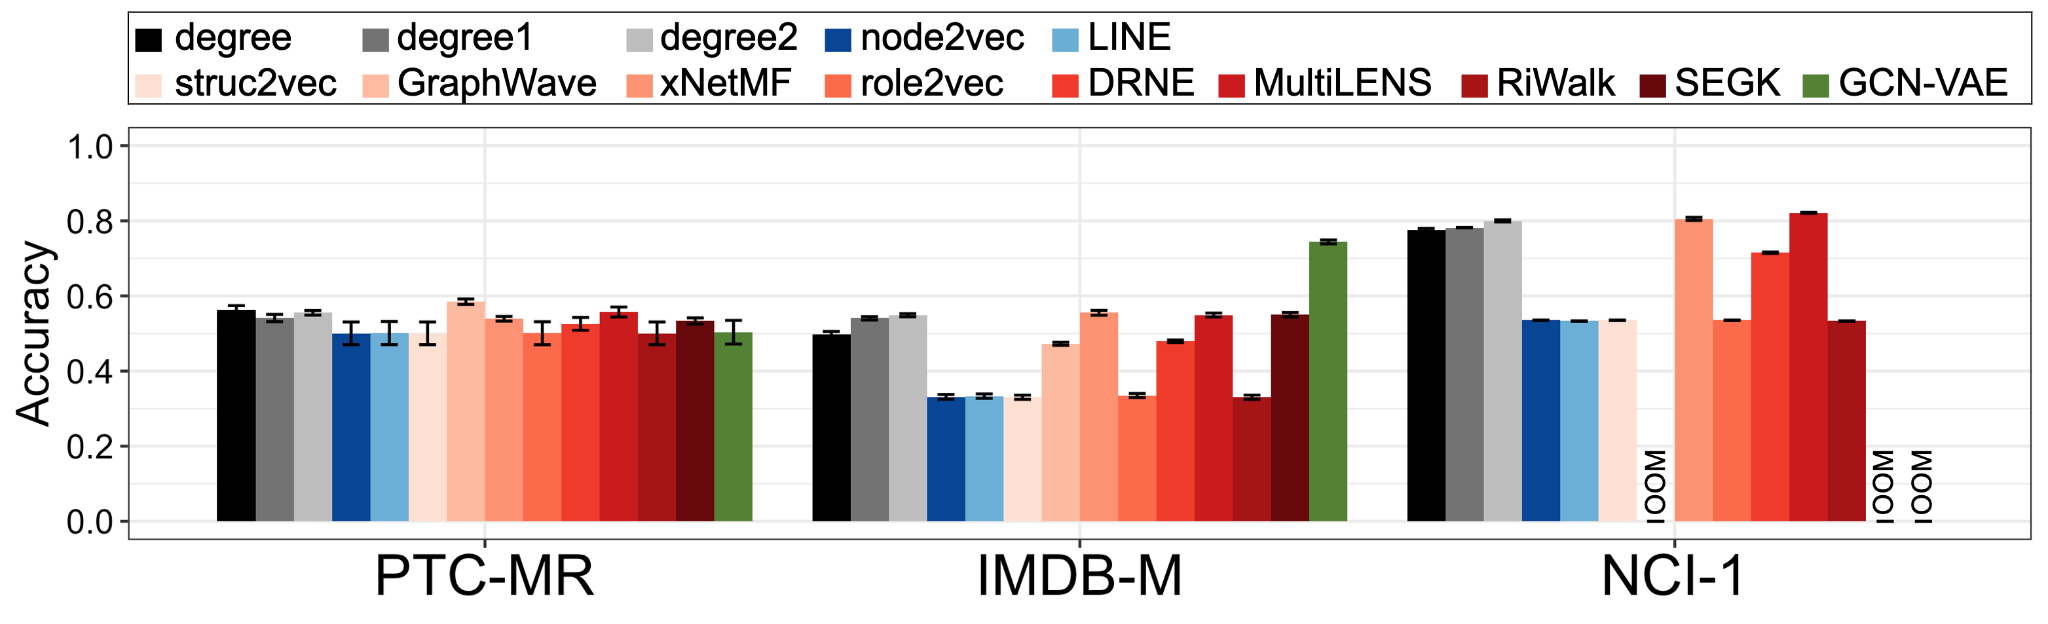 degree degree1 degree2 node2vec LINE
struc2vec GraphWave xNetMF role2vec DRNE MultiLENS RiWalk SEGK GCN-VAE
Accuracy
1.0
0.8
0.6
0.4
0.2
0.0
OOM
OOM
OOM
PTC-MR IMDB-M NCI-1